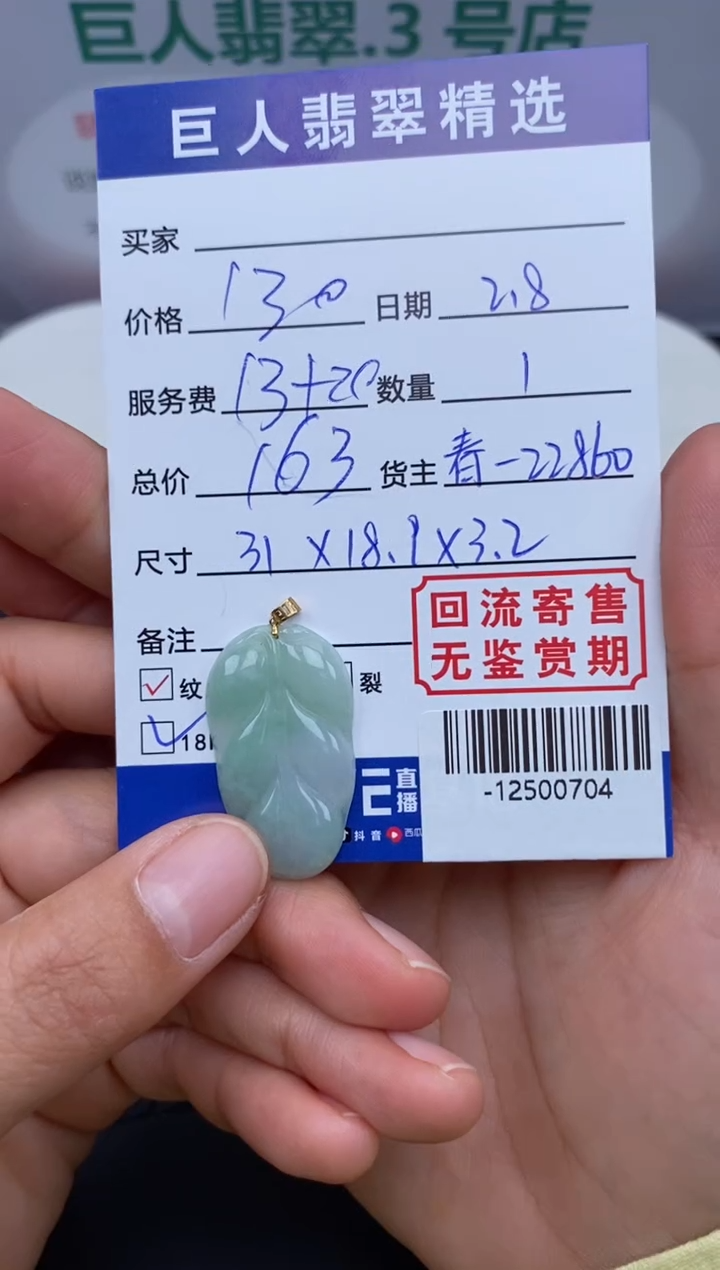 巨人翡翠.3 号店
巨人翡翠精选
买家
价格 130 日期 2.8
服务费 13+20 数量 1
总价 163 货主 春-22860
尺寸 31 X 18.1 X 3.2
备注
回流寄售
无鉴赏期
纹 裂
18
直播
抖音 西瓜
-12500704